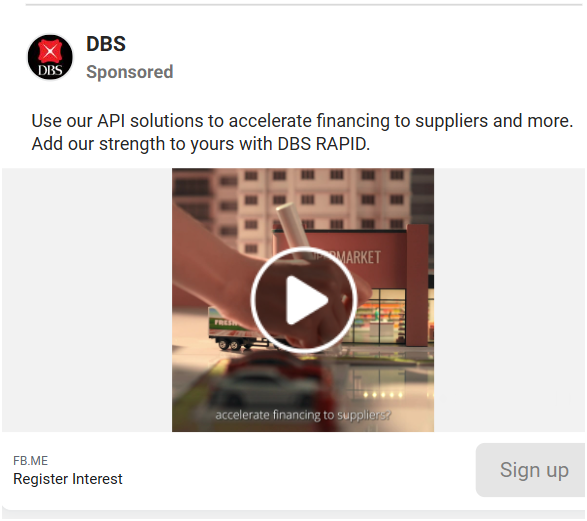 DBS
DBS
Sponsored
Use our API solutions to accelerate financing to suppliers and more.
Add our strength to yours with DBS RAPID.
MARKET
FRESH
accelerate financing to suppliers?
FB.ME
Register Interest
Sign up